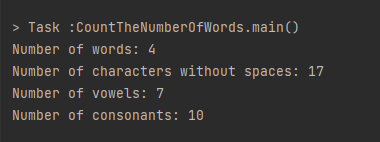 > Task :CountTheNumberOfWords.main()
Number of words: 4
Number of characters without spaces: 17
Number of vowels: 7
Number of consonants: 10